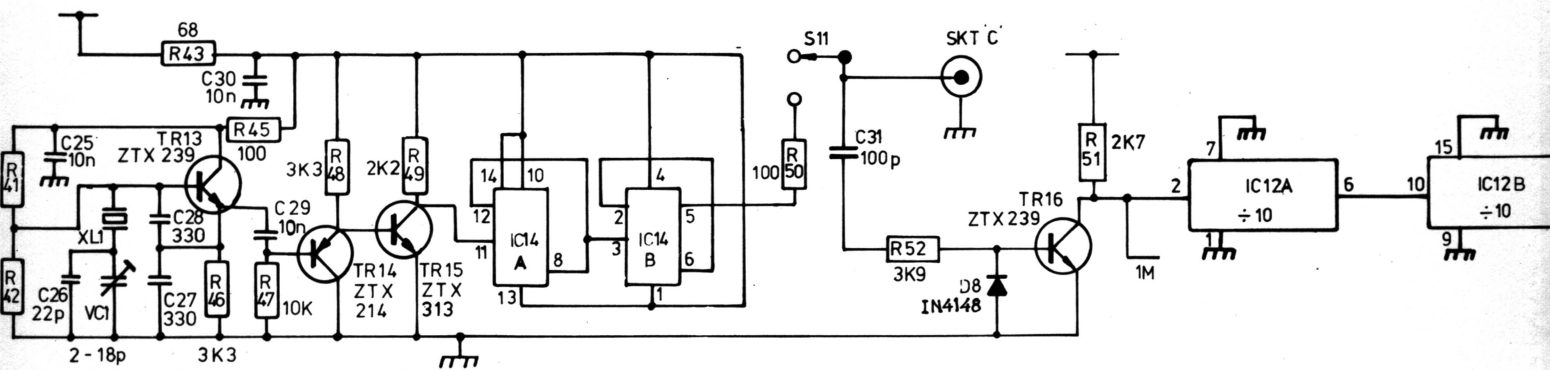 68
R43
C30
10n
S11
SKT 'C'
C25
10n
TR13
ZTX 239
R45
100
R
41
3K3
R
48
2K2
R
49
14
10
12
11
IC14
A
8
13
4
2
3
5
6
IC14
B
1
100
R
50
C31
100p
R
51
2K7
7
2
IC12A
÷10
6
1
15
10
IC12B
÷10
9
XL1
C28
330
C29
10n
R
42
C26
22p
VC1
2-18p
C27
330
R
46
3K3
R
47
10K
TR14
ZTX
214
TR15
ZTX
313
R52
3K9
TR16
ZTX239
D8
IN4148
1M